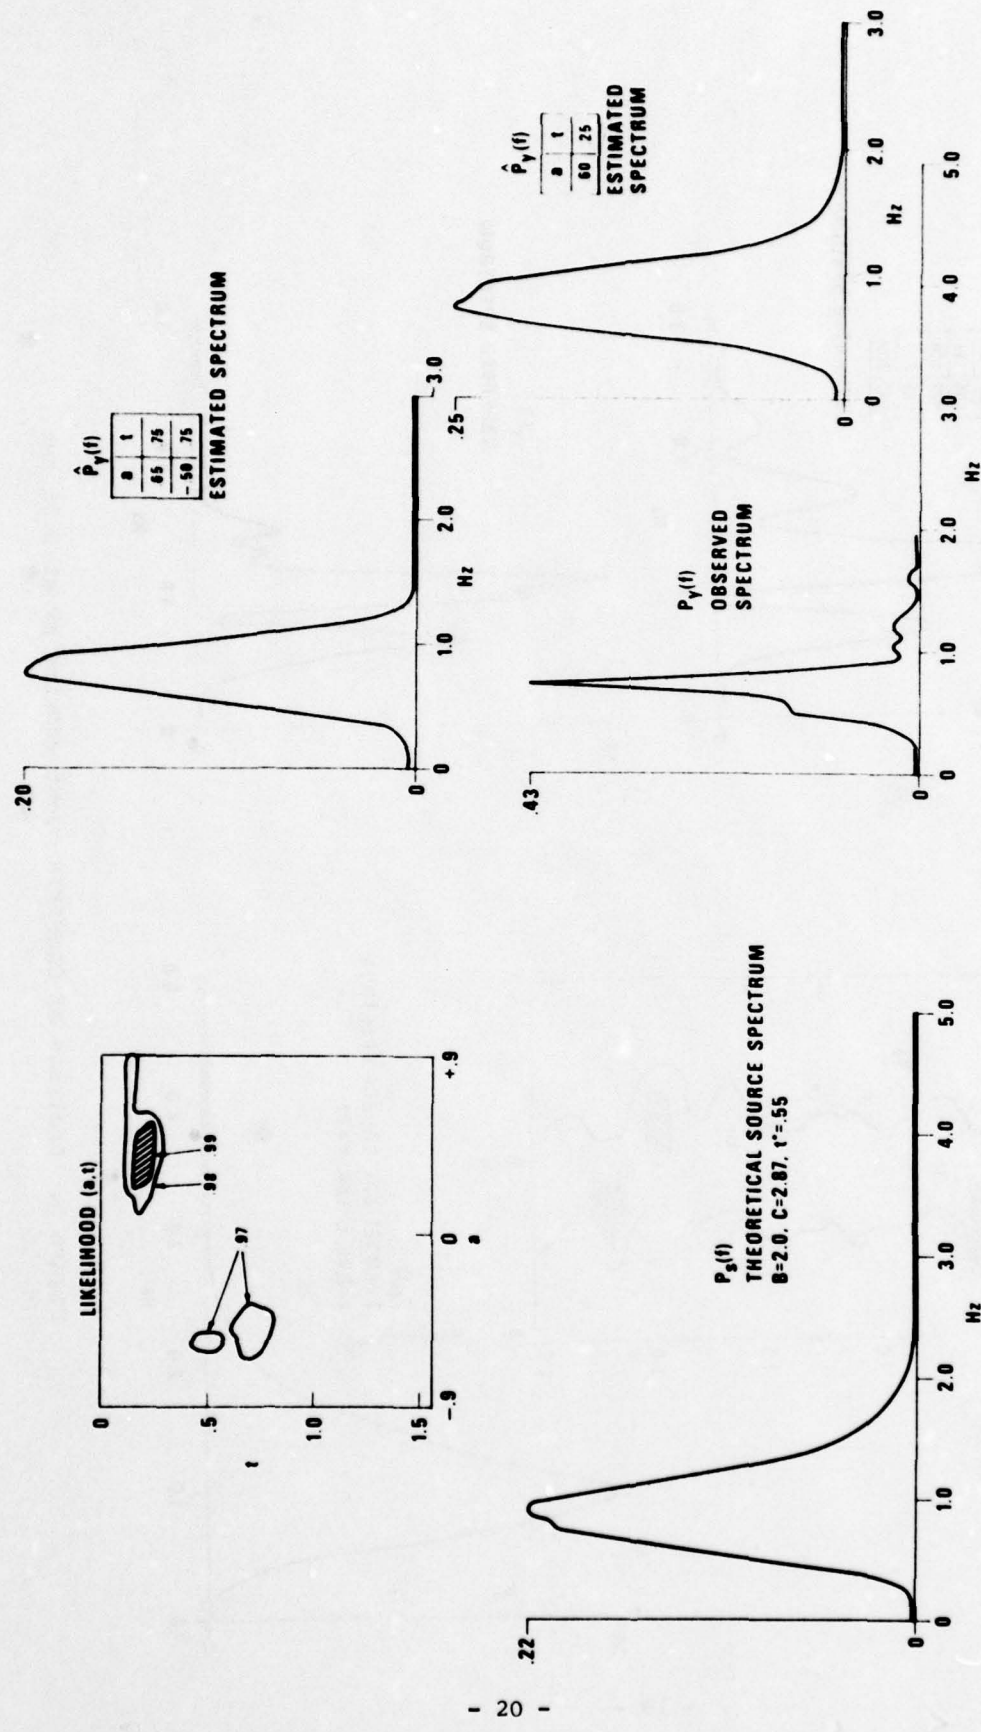 LIKELIHOOD (a,t)
0
.5
1.0
1.5
t
-.9
0
+.9
a
.97
.98
.99
P̂y(f)
a t
.65 .75
-.50 .75
ESTIMATED SPECTRUM
.20
0
0
1.0
2.0
3.0
Hz
Ps(f)
THEORETICAL SOURCE SPECTRUM
B=2.0, C=2.87, t*=.55
.22
0
0
1.0
2.0
3.0
4.0
5.0
Hz
Py(f)
OBSERVED
SPECTRUM
.43
0
0
1.0
2.0
3.0
4.0
5.0
Hz
P̂y(f)
a t
60 25
ESTIMATED
SPECTRUM
.25
0
0
1.0
2.0
3.0
Hz
- 20 -